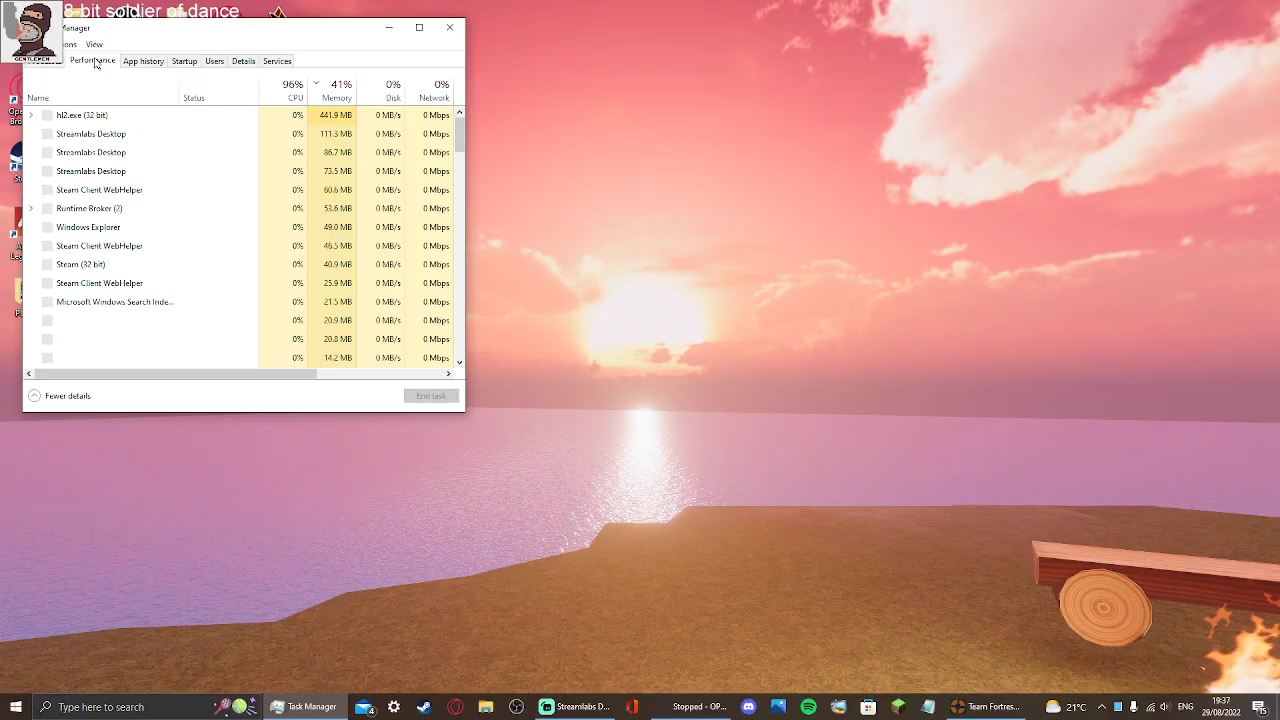 8-bit soldier of dance
GENTLEMEN
Manager
View
Performance App history Startup Users Details Services
96% 41% 0% 0%
Name Status CPU Memory Disk Network
hl2.exe (32 bit) 0% 441.9 MB 0 MB/s 0 Mbps
Streamlabs Desktop 0% 111.3 MB 0 MB/s 0 Mbps
Streamlabs Desktop 0% 86.7 MB 0 MB/s 0 Mbps
Streamlabs Desktop 0% 73.5 MB 0 MB/s 0 Mbps
Steam Client WebHelper 0% 60.6 MB 0 MB/s 0 Mbps
Runtime Broker (2) 0% 53.6 MB 0 MB/s 0 Mbps
Windows Explorer 0% 49.0 MB 0 MB/s 0 Mbps
Steam Client WebHelper 0% 46.5 MB 0 MB/s 0 Mbps
Steam (32 bit) 0% 40.9 MB 0 MB/s 0 Mbps
Steam Client WebHelper 0% 25.9 MB 0 MB/s 0 Mbps
Microsoft Windows Search Inde... 0% 21.5 MB 0 MB/s 0 Mbps
0% 20.9 MB 0 MB/s 0 Mbps
0% 20.8 MB 0 MB/s 0 Mbps
0% 14.2 MB 0 MB/s 0 Mbps
Fewer details End task
Type here to search Task Manager 4 Streamlabs D... Stopped - Team Fortres... 21°C 19:37
29/08/2022